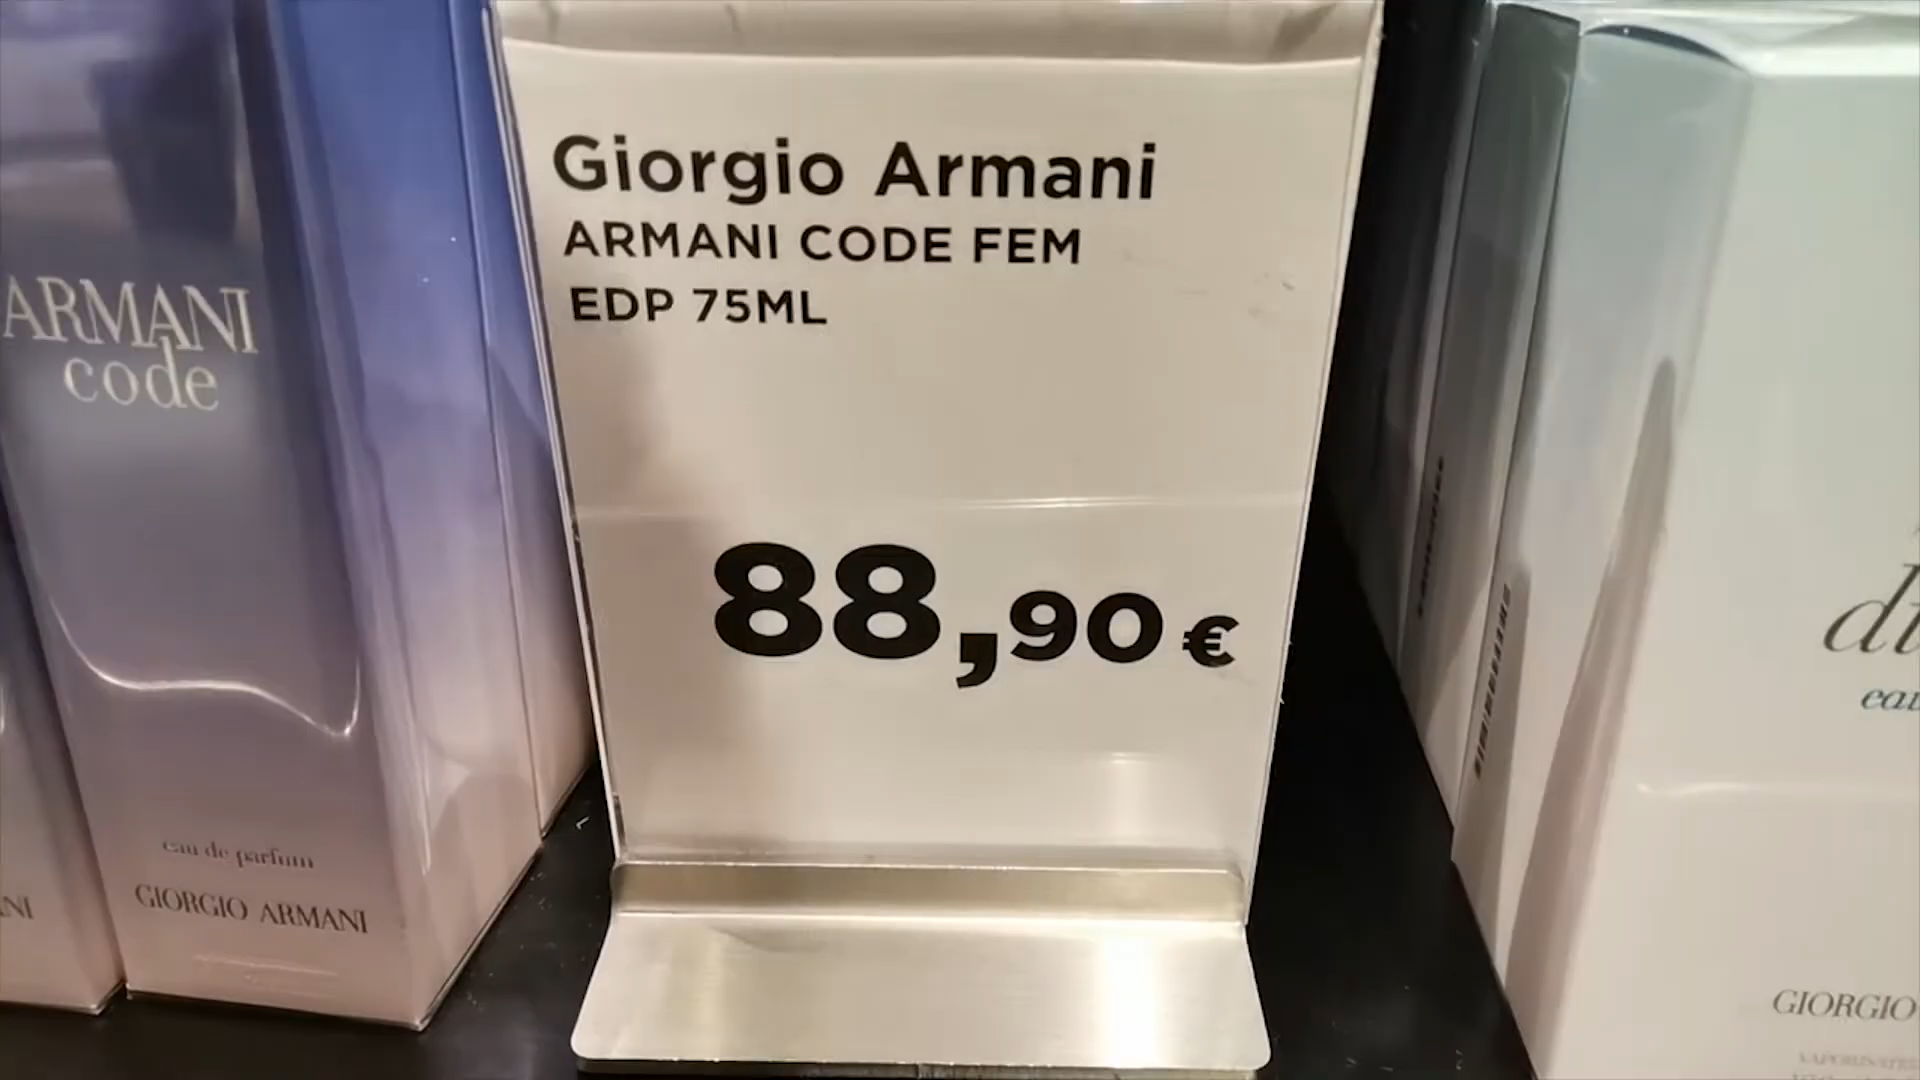 ARMANI
code
eau de parfum
GIORGIO ARMANI
Giorgio Armani
ARMANI CODE FEM
EDP 75ML
88,90€
GIORGIO